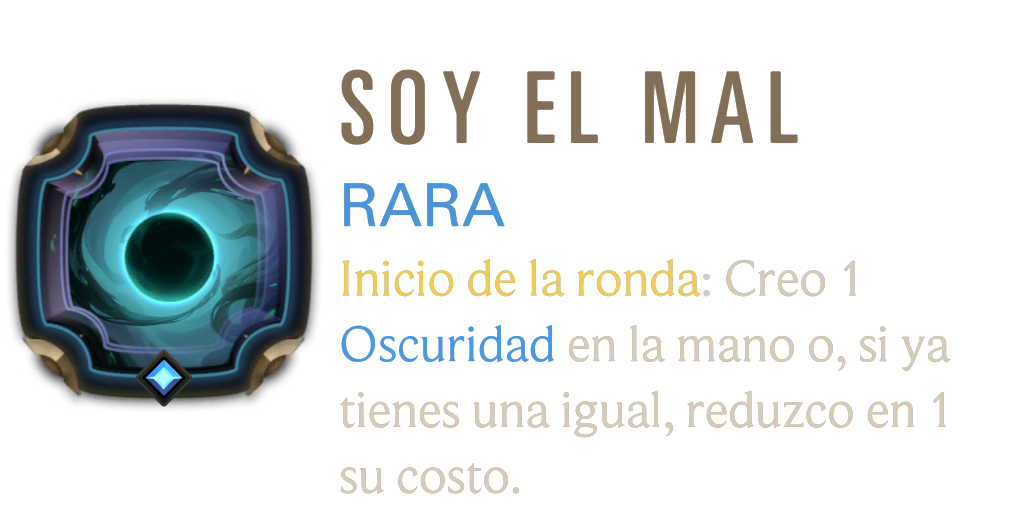 SOY EL MAL
RARA
Inicio de la ronda: Creo 1
Oscuridad en la mano o, si ya
tienes una igual, reduzco en 1
su costo.